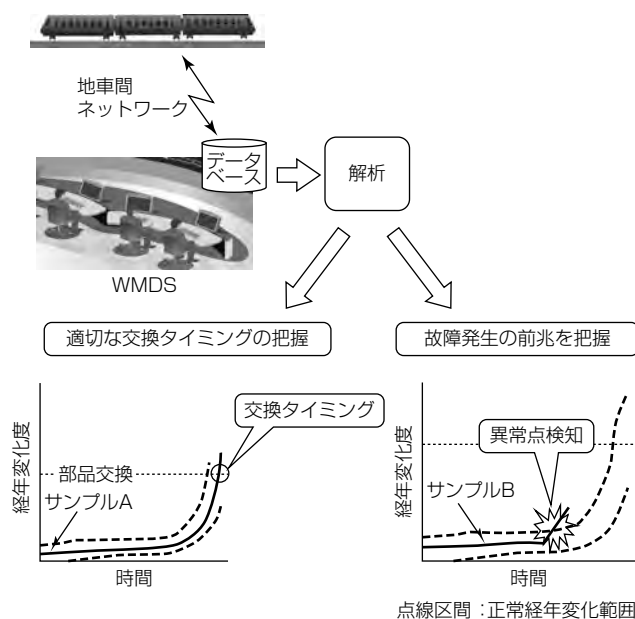 地車間
ネットワーク
データ
ベース
解析
WMDS
適切な交換タイミングの把握
故障発生の前兆を把握
経年変化度
部品交換
サンプルA
交換タイミング
時間
経年変化度
異常点検知
サンプルB
時間
点線区間：正常経年変化範囲